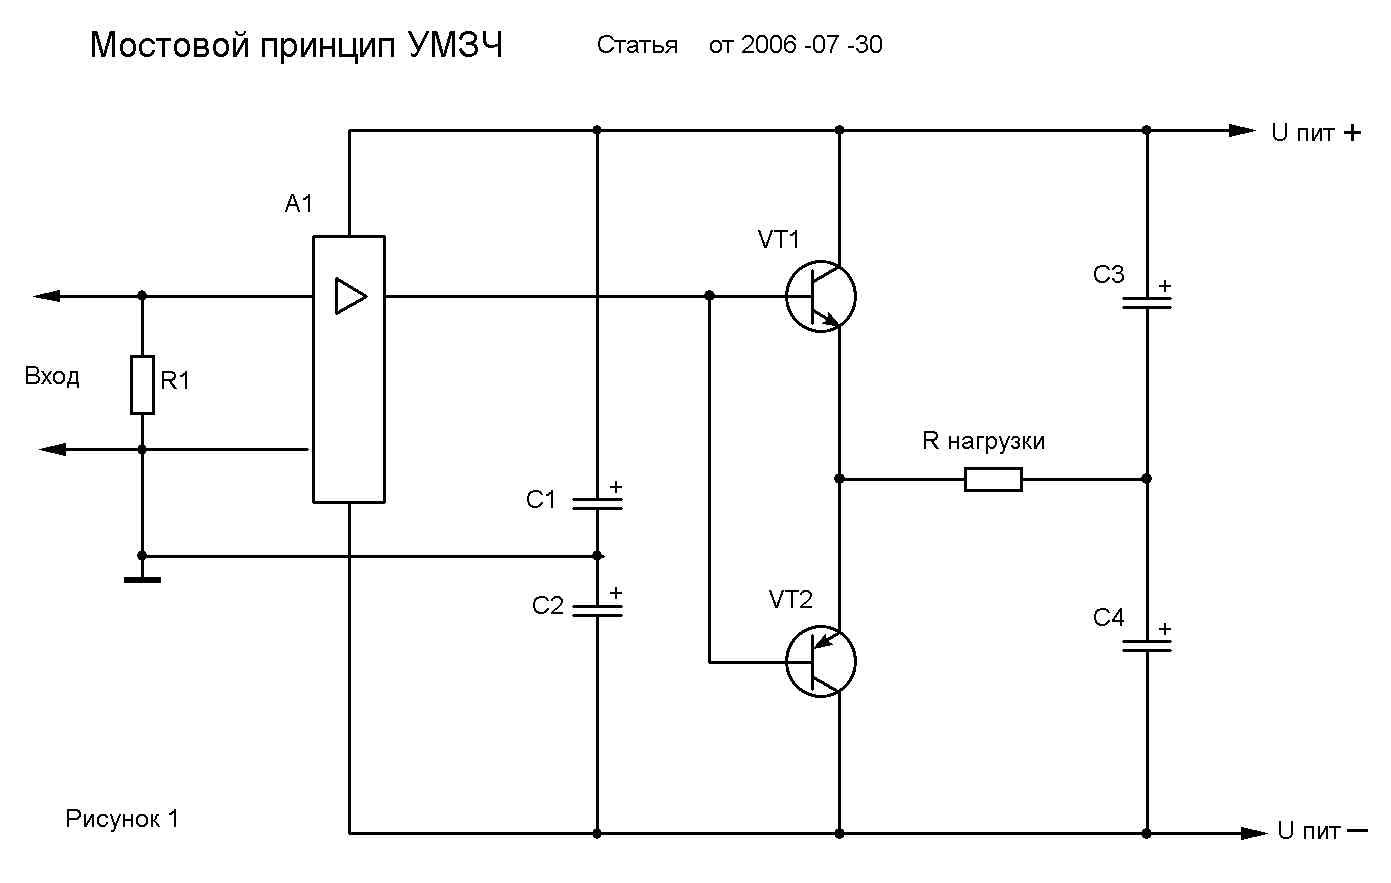 Мостовой принцип УМЗЧ Статья от 2006 -07 -30
U пит +
A1
VT1
C3 +
Вход
R1
R нагрузки
C1 +
C2 +
VT2
C4 +
Рисунок 1
U пит —